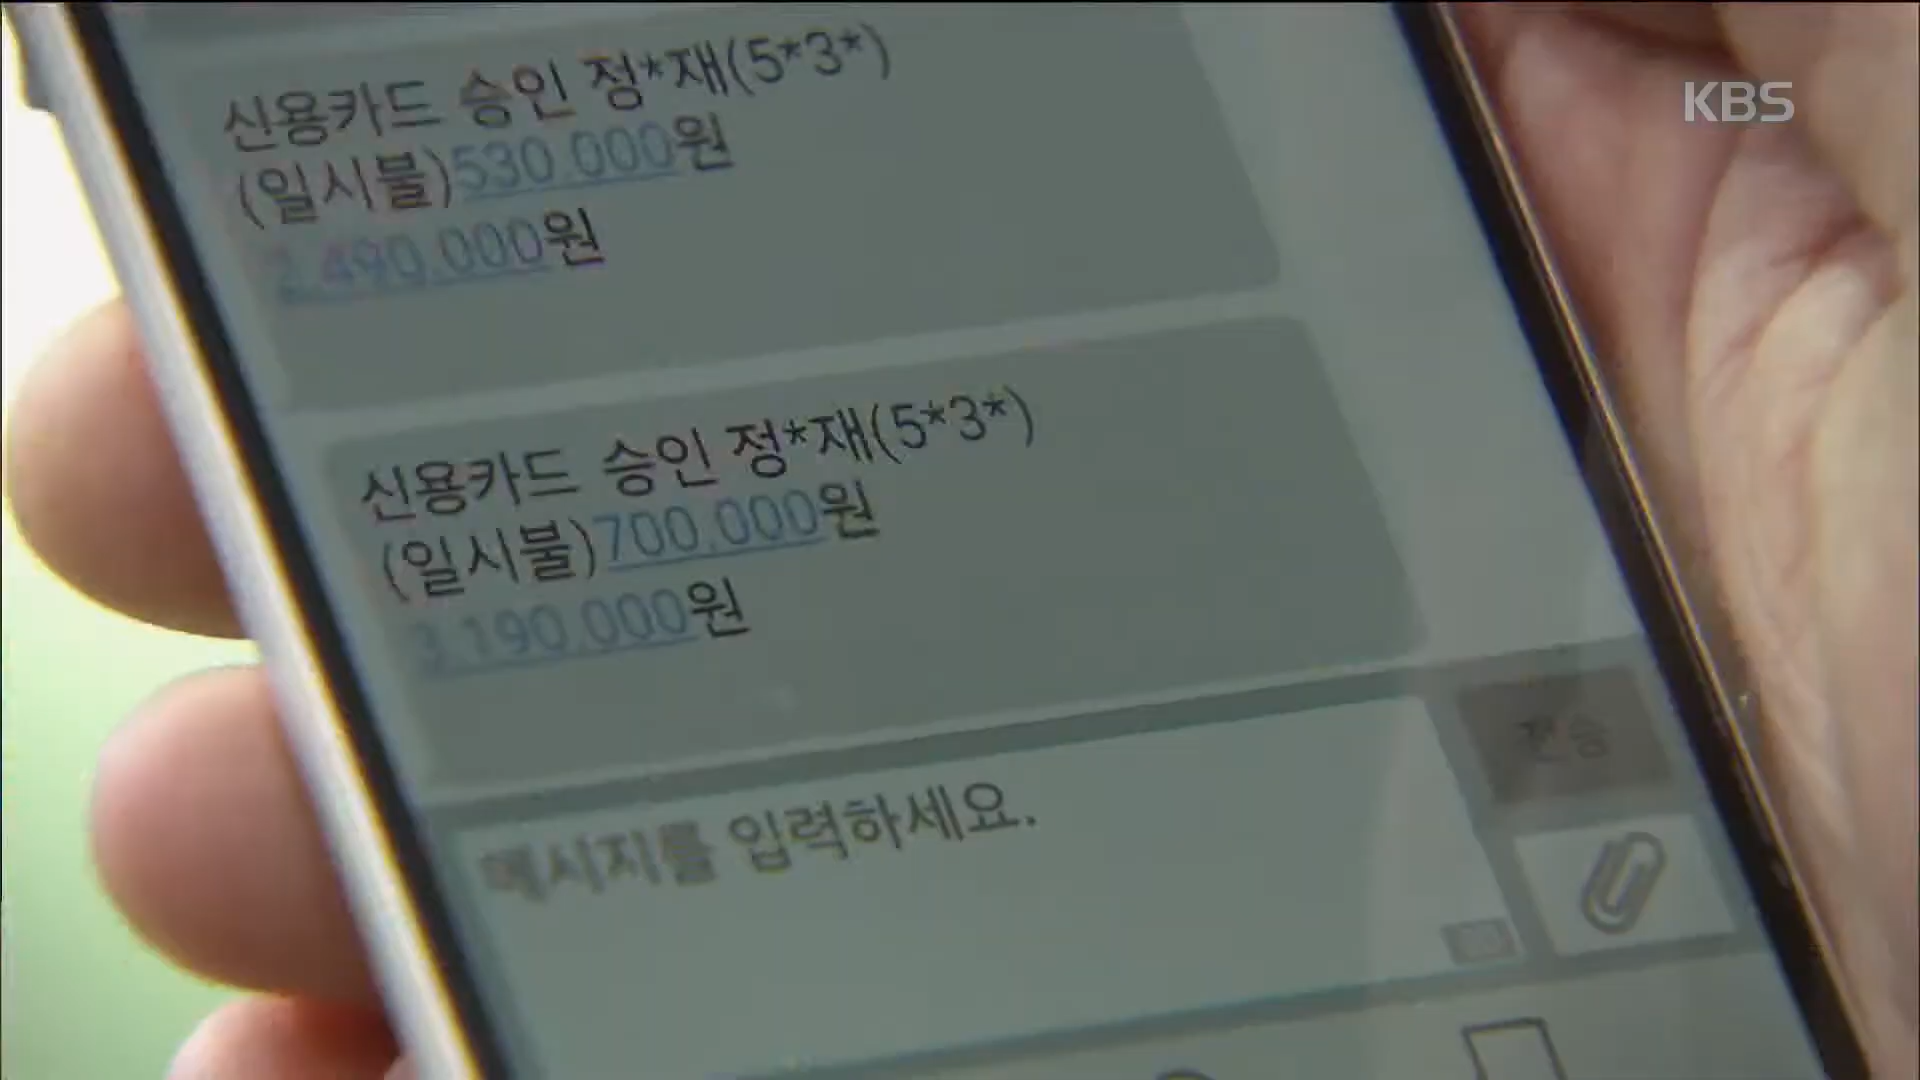 KBS
신용카드 승인 정*재(5*3*)
(일시불)530.000원
2.490.000원
신용카드 승인 정*재(5*3*)
(일시불)700.000원
3.190.000원
전송
메시지를 입력하세요.